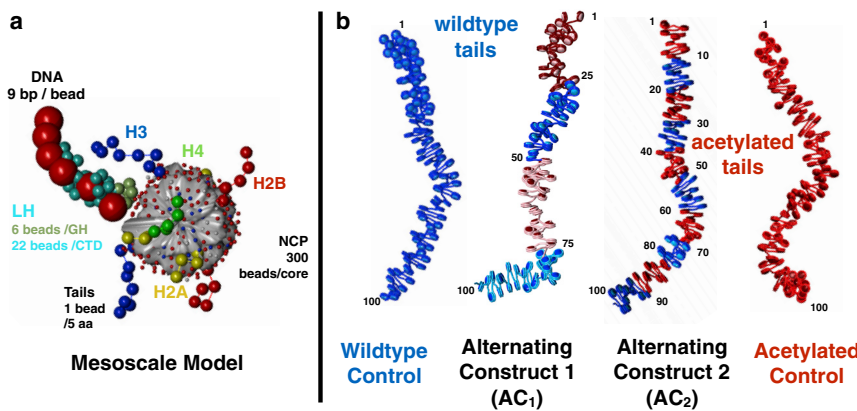 a
DNA
9 bp / bead
H3
H4
H2B
LH
6 beads /GH
22 beads /CTD
NCP
300
beads/core
H2A
Tails
1 bead
/5 aa
Mesoscale Model
b
wildtype
tails
acetylated
tails
1
100
Wildtype
Control
1
25
50
75
100
Alternating
Construct 1
(AC₁)
1
10
20
30
40
50
60
70
80
90
100
Alternating
Construct 2
(AC₂)
1
100
Acetylated
Control